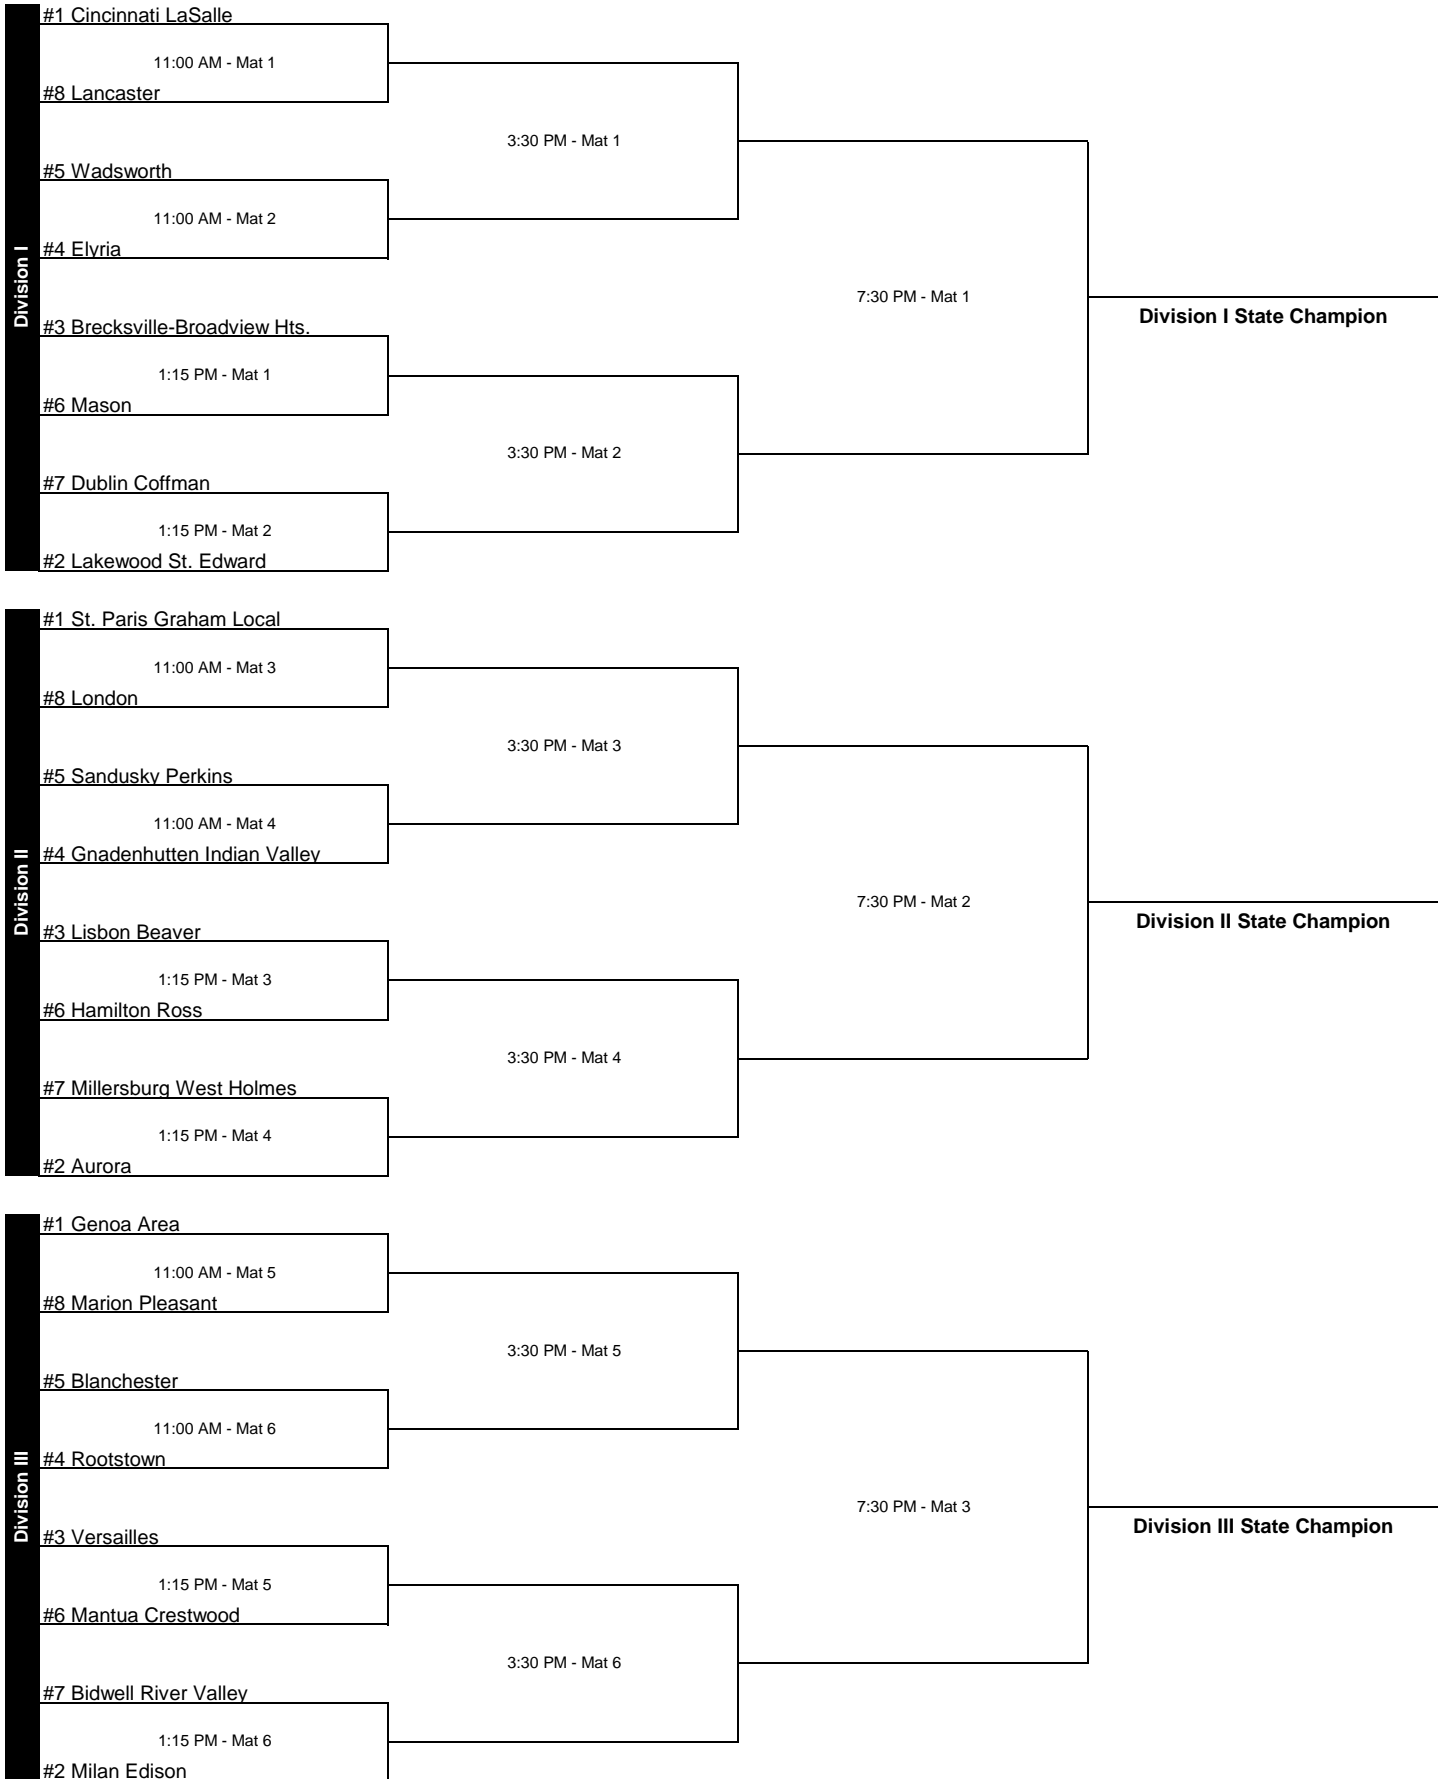 #1 Cincinnati LaSalle
11:00 AM - Mat 1
#8 Lancaster
3:30 PM - Mat 1
#5 Wadsworth
11:00 AM - Mat 2
#4 Elyria
Division I
7:30 PM - Mat 1
Division I State Champion
#3 Brecksville-Broadview Hts.
1:15 PM - Mat 1
#6 Mason
3:30 PM - Mat 2
#7 Dublin Coffman
1:15 PM - Mat 2
#2 Lakewood St. Edward
#1 St. Paris Graham Local
11:00 AM - Mat 3
#8 London
3:30 PM - Mat 3
#5 Sandusky Perkins
11:00 AM - Mat 4
#4 Gnadenhutten Indian Valley
Division II
7:30 PM - Mat 2
Division II State Champion
#3 Lisbon Beaver
1:15 PM - Mat 3
#6 Hamilton Ross
3:30 PM - Mat 4
#7 Millersburg West Holmes
1:15 PM - Mat 4
#2 Aurora
#1 Genoa Area
11:00 AM - Mat 5
#8 Marion Pleasant
3:30 PM - Mat 5
#5 Blanchester
11:00 AM - Mat 6
#4 Rootstown
Division III
7:30 PM - Mat 3
Division III State Champion
#3 Versailles
1:15 PM - Mat 5
#6 Mantua Crestwood
3:30 PM - Mat 6
#7 Bidwell River Valley
1:15 PM - Mat 6
#2 Milan Edison